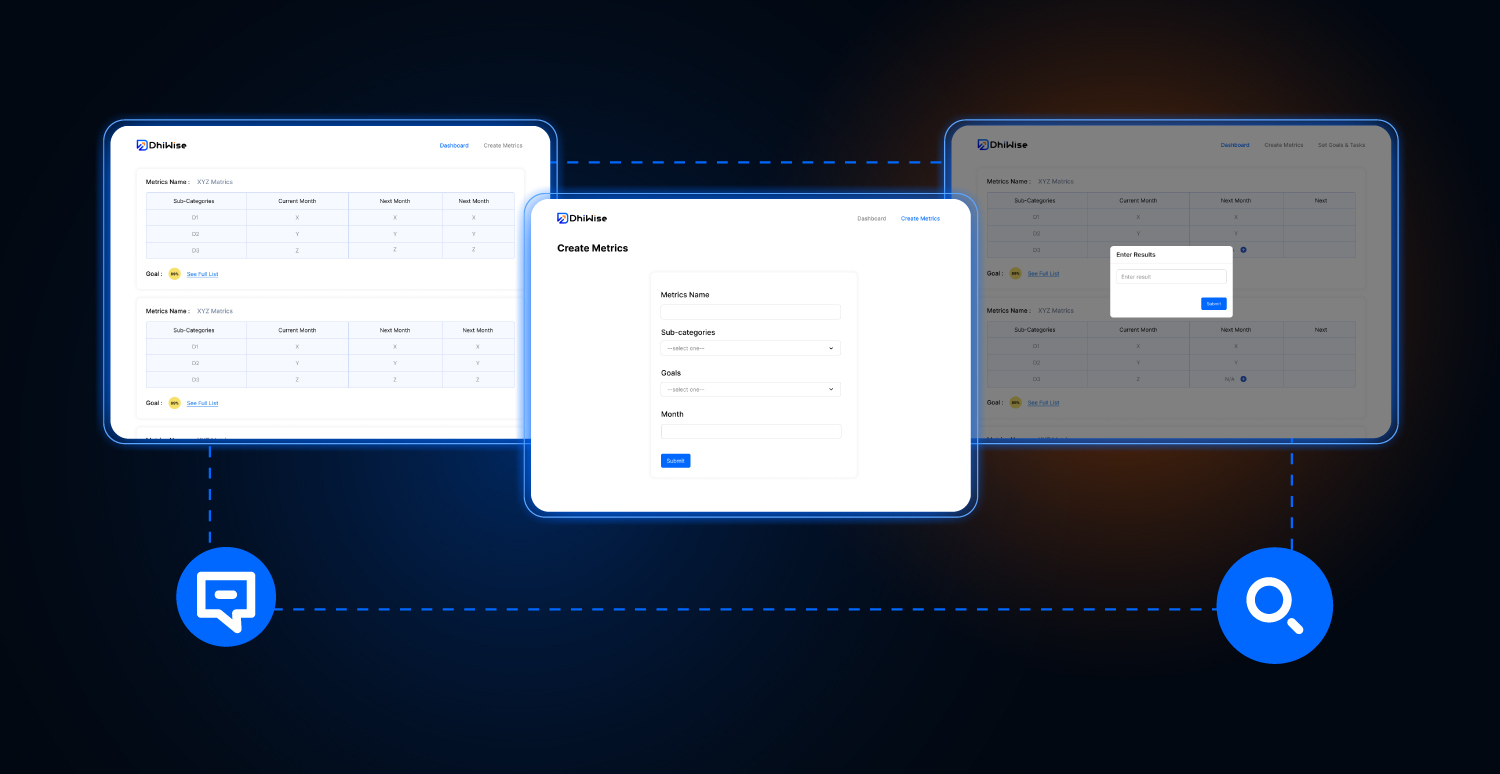 DhiWise Dashboard Create Metrics
Metrics Name : XYZ Metrics
Sub-Categories Current Month Next Month Next Month
D1 X X X
D2 Y Y Y
D3 Z Z Z
Goal : See Full List
Metrics Name : XYZ Metrics
Sub-Categories Current Month Next Month Next Month
D1 X X X
D2 Y Y Y
D3 Z Z Z
Goal : See Full List
DhiWise Dashboard Create Metrics
Create Metrics
Metrics Name
Sub-categories
--select one--
Goals
--select one--
Month
Submit
DhiWise Dashboard Create Metrics Set Goals & Tasks
Metrics Name : XYZ Metrics
Sub-Categories Current Month Next Month Next
D1 X X
D2 Y Y
D3
Enter Results
Enter result
Submit
Goal : See Full List
Metrics Name : XYZ Metrics
Sub-Categories Current Month Next Month Next
D1 X X
D2 Y Y
D3 Z N/A
Goal : See Full List